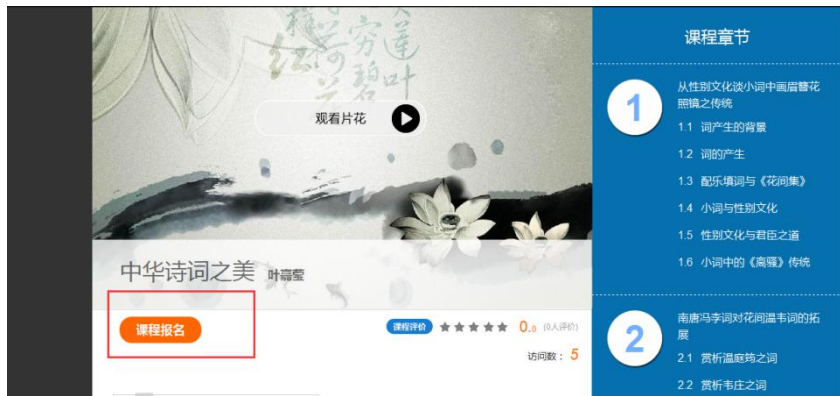 观看片花
中华诗词之美 叶嘉莹
课程报名
课程评价 0.0 (0人评价)
访问数： 5
课程章节
1
从性别文化谈小词中画眉簪花
照镜之传统
1.1 词产生的背景
1.2 词的产生
1.3 配乐填词与《花间集》
1.4 小词与性别文化
1.5 性别文化与君臣之道
1.6 小词中的《离骚》传统
2
南唐冯李词对花间温韦词的拓
展
2.1 赏析温庭筠之词
2.2 赏析韦庄之词